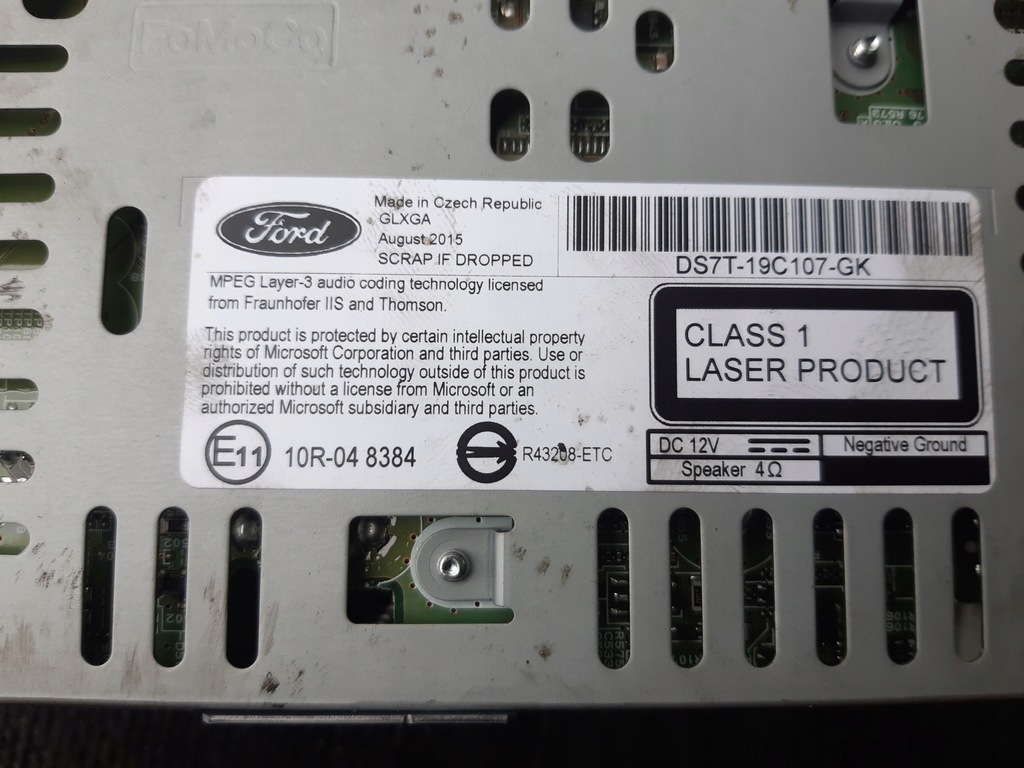 FoMoCo
Ford
Made in Czech Republic
GLXGA
August 2015
SCRAP IF DROPPED
DS7T-19C107-GK
MPEG Layer-3 audio coding technology licensed
from Fraunhofer IIS and Thomson.
This product is protected by certain intellectual property
rights of Microsoft Corporation and third parties. Use or
distribution of such technology outside of this product is
prohibited without a license from Microsoft or an
authorized Microsoft subsidiary and third parties.
CLASS 1
LASER PRODUCT
E11
10R-04 8384
R43208-ETC
DC 12V
Negative Ground
Speaker 4Ω